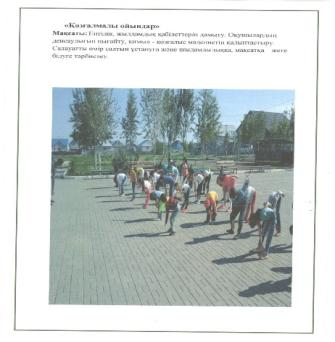 «Қозғалмалы ойындар»
Мақсаты: Ептілік, жылдамдық қабілеттерін дамыту. Оқушылардың
денсаулығын нығайту, қимыл - қозғалыс мәдениетін қалыптастыру.
Салауатты өмір салтын ұстануға және шыдамдылыққа, мақсатқа жете
білуге тәрбиелеу.